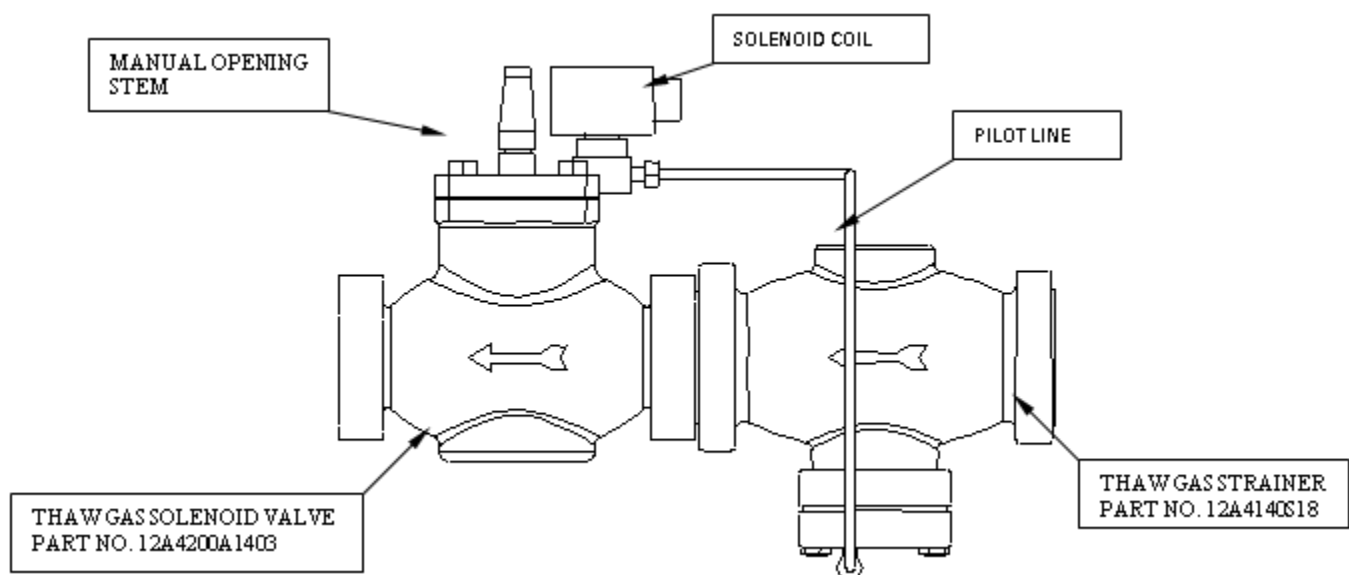 SOLENOID COIL
MANUAL OPENING
STEM
PILOT LINE
THAW GAS STRAINER
PART NO. 12A4140S18
THAW GAS SOLENOID VALVE
PART NO. 12A4200A1403